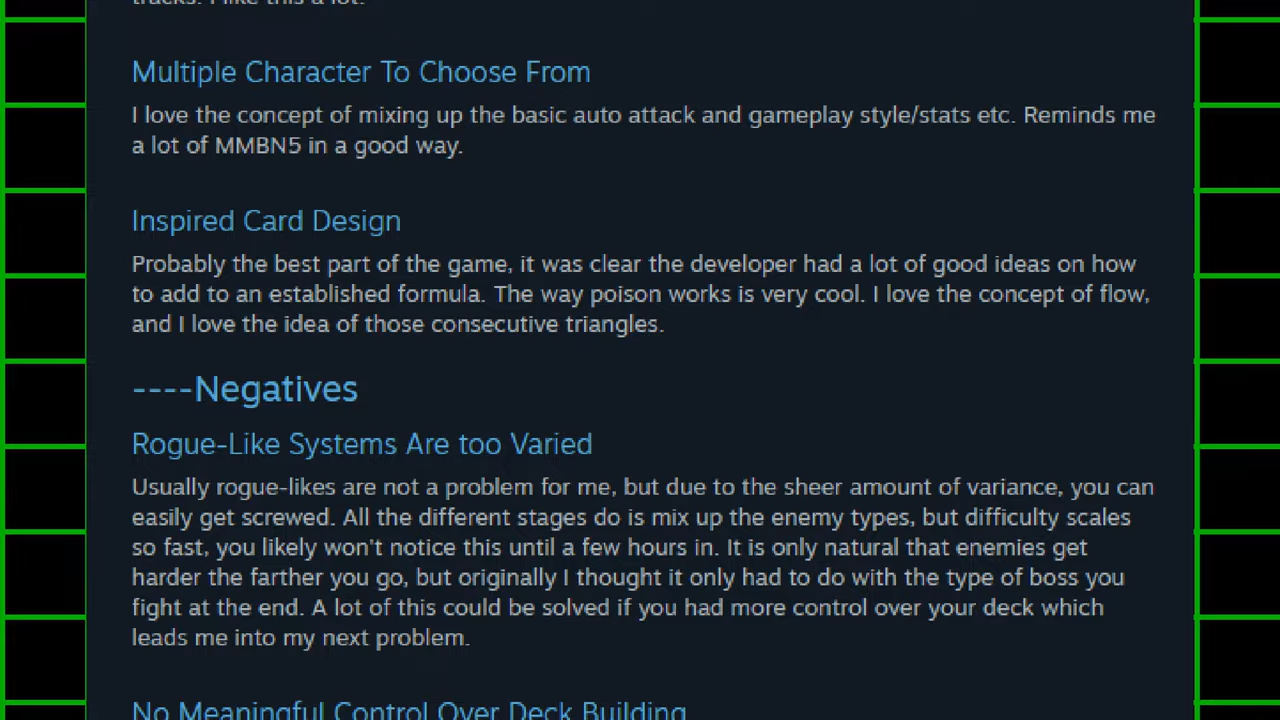 tracks. I like this a lot.
Multiple Character To Choose From
I love the concept of mixing up the basic auto attack and gameplay style/stats etc. Reminds me
a lot of MMBN5 in a good way.
Inspired Card Design
Probably the best part of the game, it was clear the developer had a lot of good ideas on how
to add to an established formula. The way poison works is very cool. I love the concept of flow,
and I love the idea of those consecutive triangles.
----Negatives
Rogue-Like Systems Are too Varied
Usually rogue-likes are not a problem for me, but due to the sheer amount of variance, you can
easily get screwed. All the different stages do is mix up the enemy types, but difficulty scales
so fast, you likely won't notice this until a few hours in. It is only natural that enemies get
harder the farther you go, but originally I thought it only had to do with the type of boss you
fight at the end. A lot of this could be solved if you had more control over your deck which
leads me into my next problem.
No Meaningful Control Over Deck Building